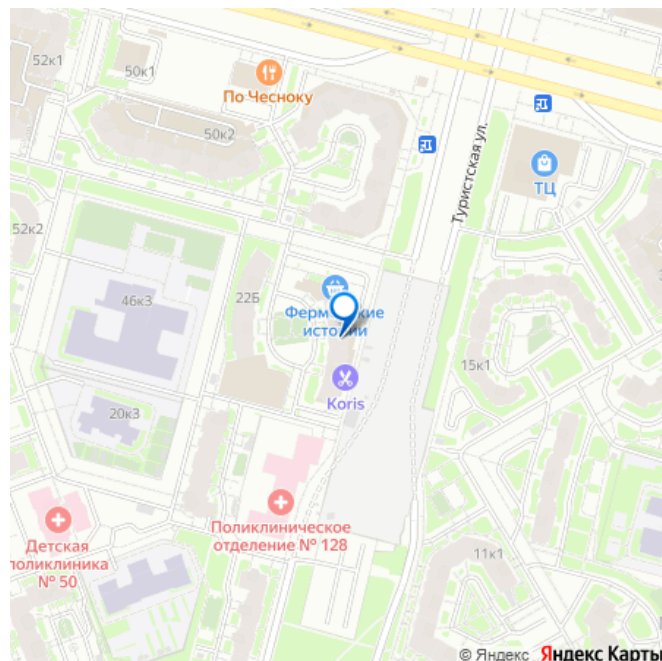 52к1
50к1
По Чесноку
50к2
Туристская ул.
ТЦ
52к2
46к3
22Б
Фермерские
истории
15к1
Koris
20к3
Поликлиническое
отделение № 128
Детская
поликлиника
№ 50
11к1
© Яндекс Яндекс Карты